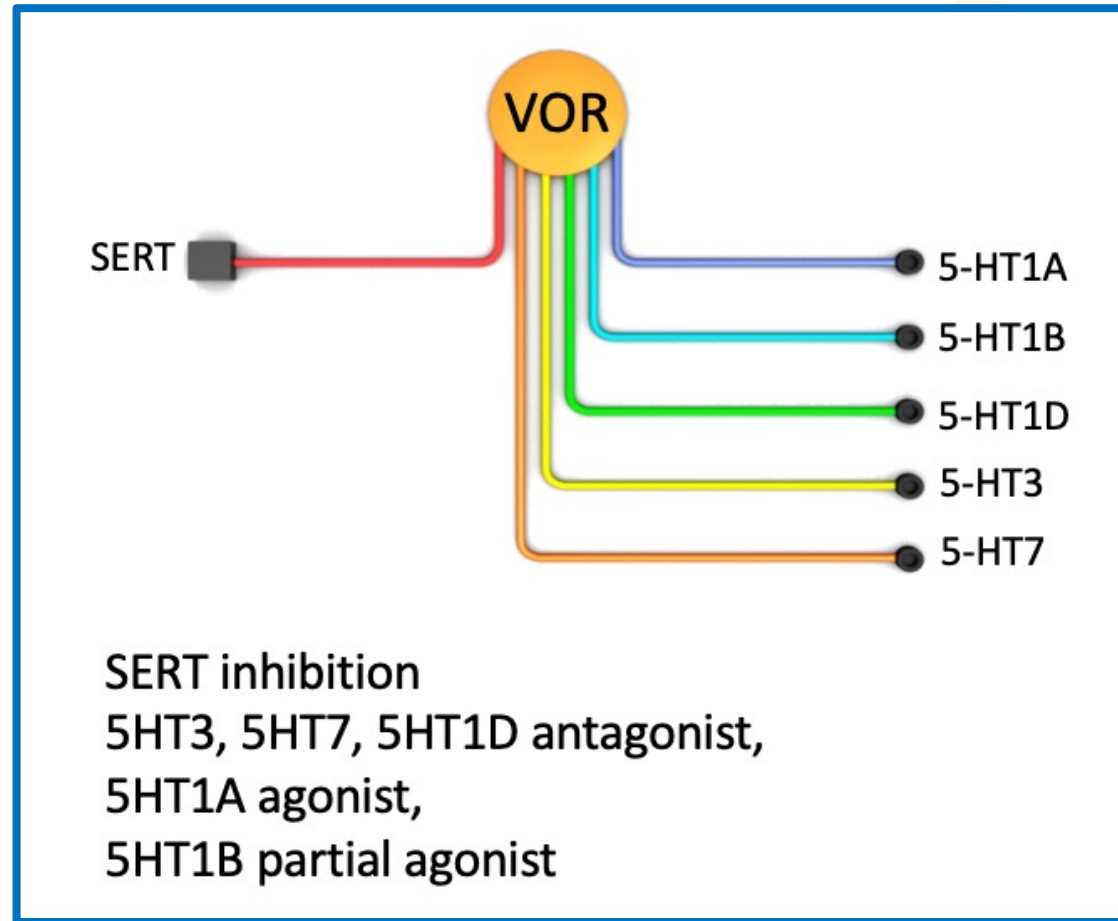 VOR
SERT
5-HT1A
5-HT1B
5-HT1D
5-HT3
5-HT7
SERT inhibition
5HT3, 5HT7, 5HT1D antagonist,
5HT1A agonist,
5HT1B partial agonist